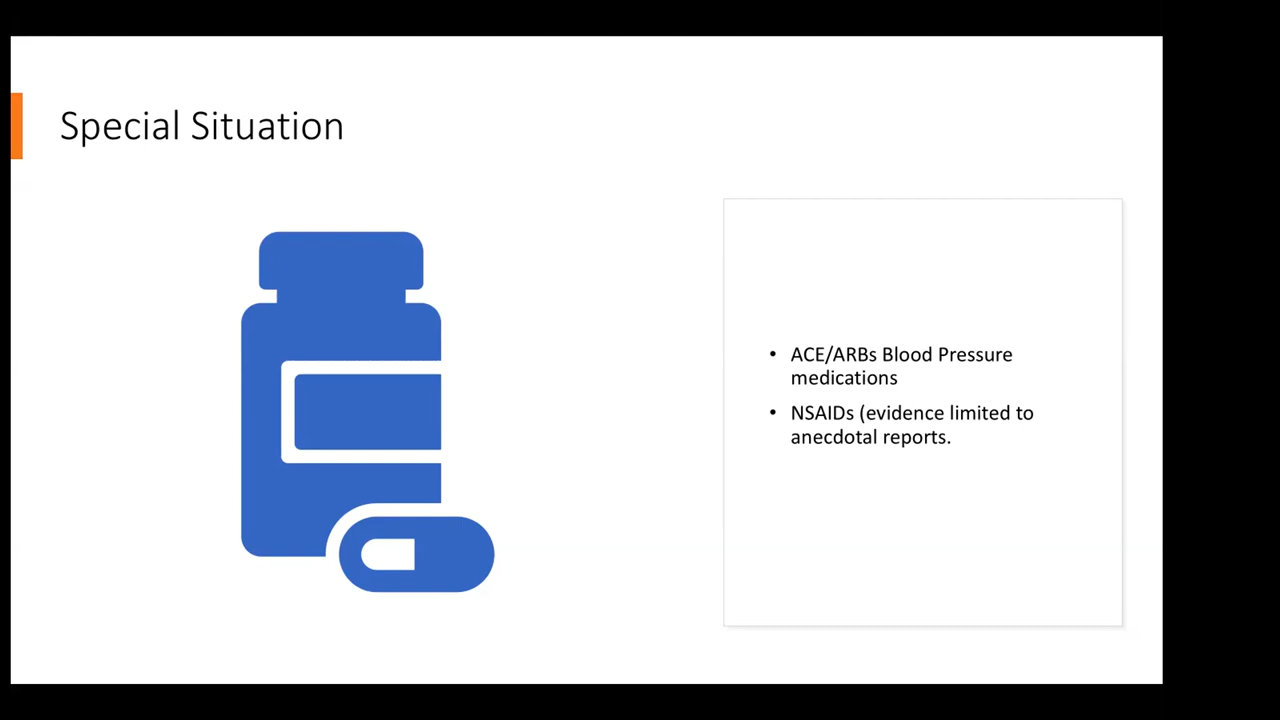 Special Situation
• ACE/ARBs Blood Pressure
medications
• NSAIDs (evidence limited to
anecdotal reports.